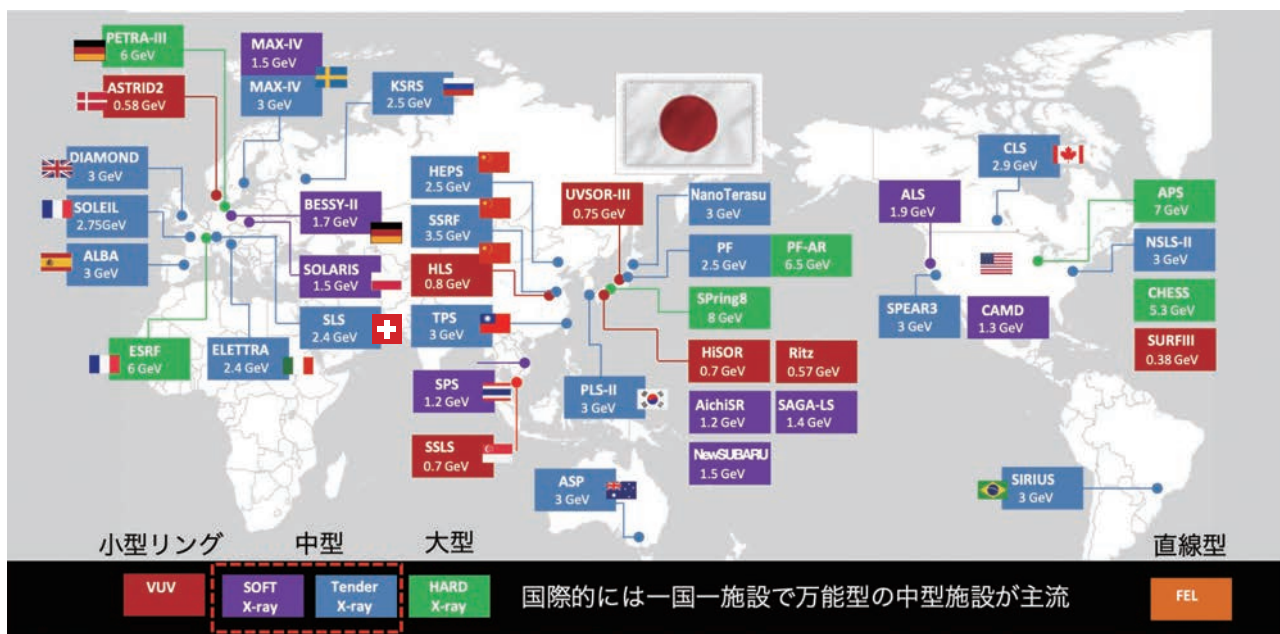 PETRA-III
6 GeV
ASTRID2
0.58 GeV
MAX-IV
1.5 GeV
MAX-IV
3 GeV
KSRS
2.5 GeV
DIAMOND
3 GeV
SOLEIL
2.75GeV
ALBA
3 GeV
BESSY-II
1.7 GeV
SOLARIS
1.5 GeV
SLS
2.4 GeV
ESRF
6 GeV
ELETTRA
2.4 GeV
HEPS
2.5 GeV
SSRF
3.5 GeV
HLS
0.8 GeV
TPS
3 GeV
SPS
1.2 GeV
SSLS
0.7 GeV
UVSOR-III
0.75 GeV
NanoTerasu
3 GeV
PF
2.5 GeV
PF-AR
6.5 GeV
SPring8
8 GeV
HiSOR
0.7 GeV
Ritz
0.57 GeV
AichiSR
1.2 GeV
SAGA-LS
1.4 GeV
NewSUBARU
1.5 GeV
PLS-II
3 GeV
ASP
3 GeV
CLS
2.9 GeV
ALS
1.9 GeV
APS
7 GeV
NSLS-II
3 GeV
CHESS
5.3 GeV
SURFIII
0.38 GeV
SPEAR3
3 GeV
CAMD
1.3 GeV
SIRIUS
3 GeV
小型リング
中型
大型
直線型
VUV
SOFT
X-ray
Tender
X-ray
HARD
X-ray
国際的には一国一施設で万能型の中型施設が主流
FEL